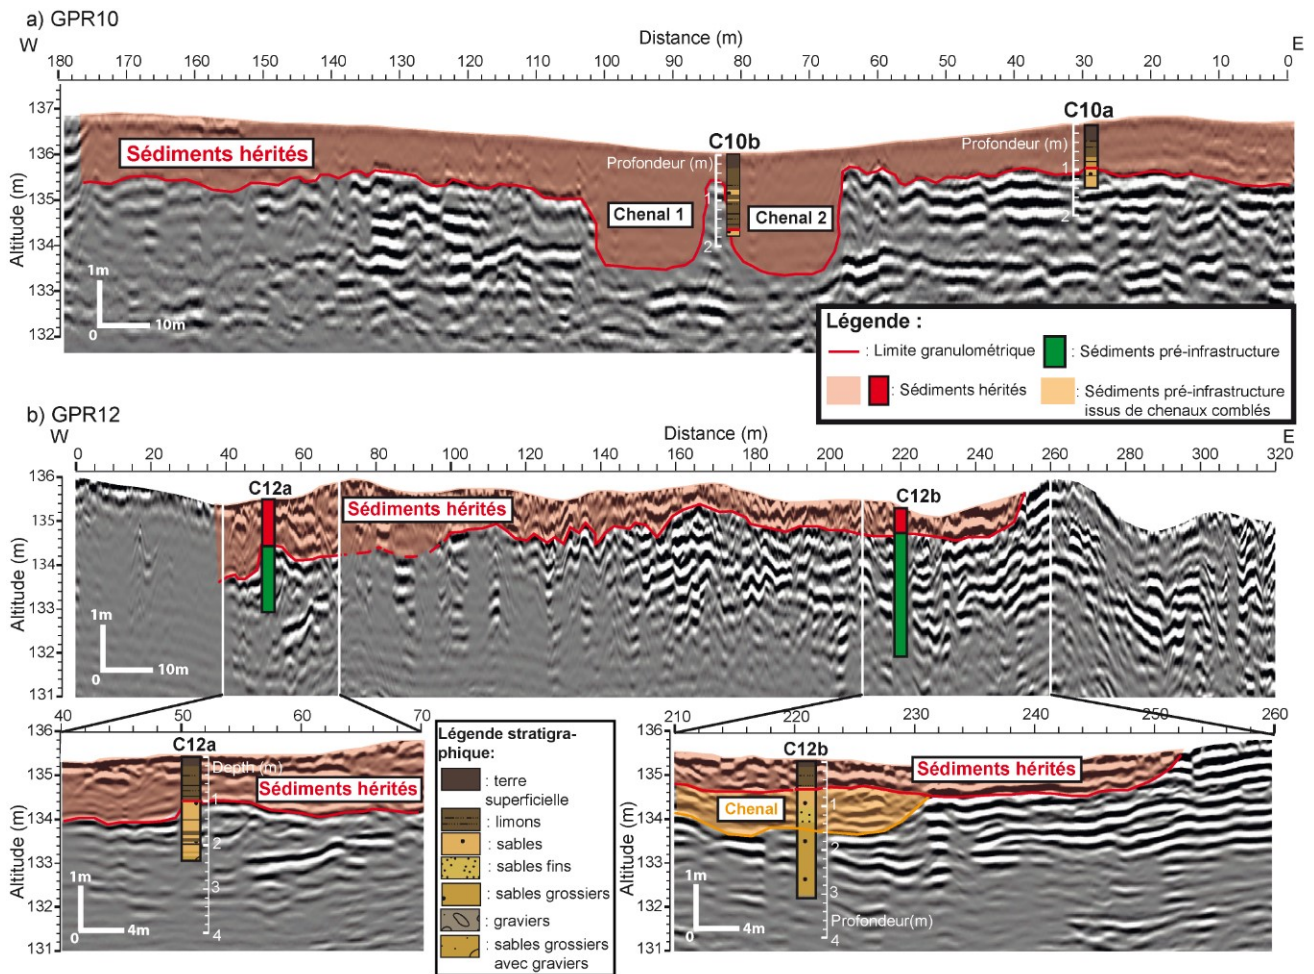 a) GPR10
W
Distance (m)
E
180 170 160 150 140 130 120 110 100 90 80 70 60 50 40 30 20 10 0
137
136
135
134
133
132
Altitude (m)
Sédiments hérités
C10b
Profondeur (m)
1
2
C10a
Profondeur (m)
1
2
Chenal 1
Chenal 2
1m
0
10m
Légende :
: Limite granulométrique
: Sédiments pré-infrastructure
: Sédiments hérités
: Sédiments pré-infrastructure
issus de chenaux comblés
b) GPR12
W
Distance (m)
E
0 20 40 60 80 100 120 140 160 180 200 220 240 260 280 300 320
136
135
134
133
132
131
Altitude (m)
C12a
Sédiments hérités
C12b
1m
0
10m
40 50 60 70
136
135
134
133
132
131
Altitude (m)
C12a
Depth (m)
1
2
3
4
Sédiments hérités
1m
0
4m
Légende stratigra-
phique:
: terre
superficielle
: limons
: sables
: sables fins
: sables grossiers
: graviers
: sables grossiers
avec graviers
210 220 230 240 250 260
136
135
134
133
132
131
Altitude (m)
C12b
Sédiments hérités
Chenal
1
2
3
4
Profondeur(m)
1m
0
4m